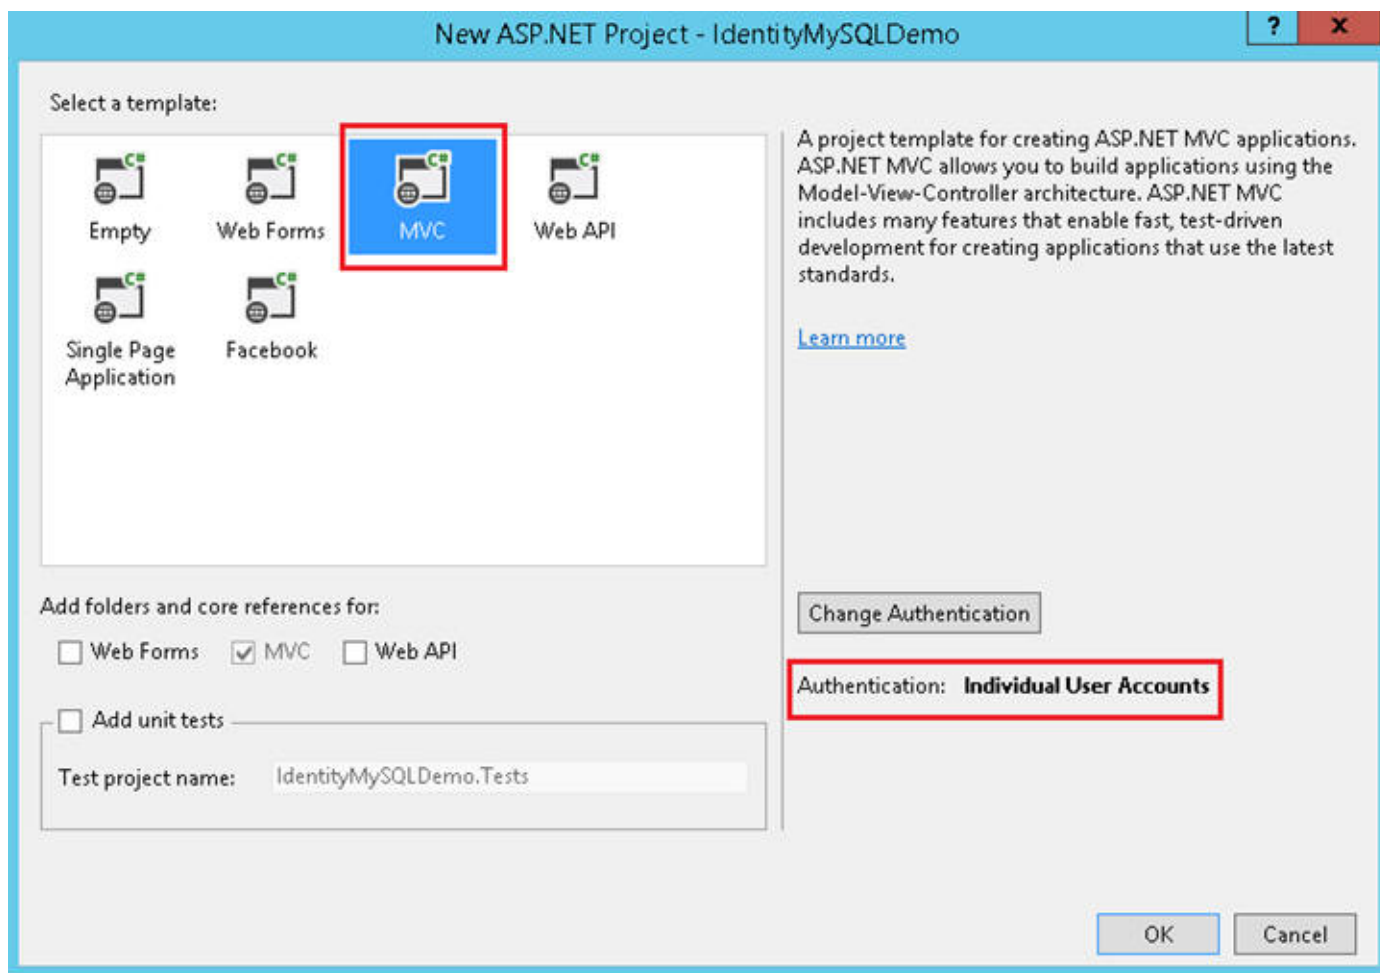 New ASP.NET Project - IdentityMySQLDemo
?
x
Select a template:
C#
C#
C#
C#
Empty
Web Forms
MVC
Web API
C#
C#
Single Page
Application
Facebook
A project template for creating ASP.NET MVC applications.
ASP.NET MVC allows you to build applications using the
Model-View-Controller architecture. ASP.NET MVC
includes many features that enable fast, test-driven
development for creating applications that use the latest
standards.
Learn more
Add folders and core references for:
Web Forms
MVC
Web API
Add unit tests
Test project name:
IdentityMySQLDemo.Tests
Change Authentication
Authentication: Individual User Accounts
OK
Cancel